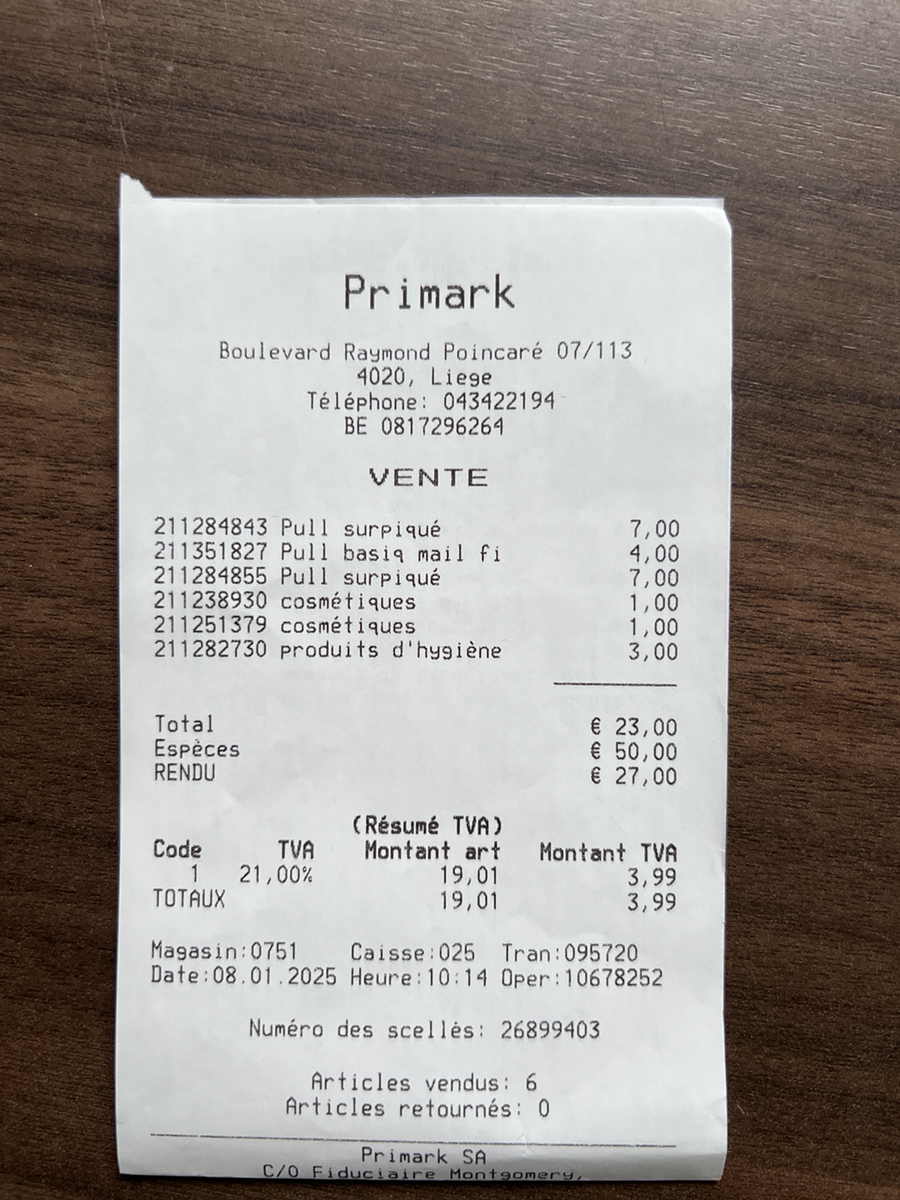 Primark
Boulevard Raymond Poincaré 07/113
4020, Liege
Téléphone: 043422194
BE 0817296264
VENTE
211284843 Pull surpiqué 7,00
211351827 Pull basiq mail fi 4,00
211284855 Pull surpiqué 7,00
211238930 cosmétiques 1,00
211251379 cosmétiques 1,00
211282730 produits d'hygiène 3,00
Total € 23,00
Espèces € 50,00
RENDU € 27,00
(Résumé TVA)
Code TVA Montant art Montant TVA
1 21,00% 19,01 3,99
TOTAUX 19,01 3,99
Magasin:0751 Caisse:025 Tran:095720
Date:08.01.2025 Heure:10:14 Oper:10678252
Numéro des scellés: 26899403
Articles vendus: 6
Articles retournés: 0
Primark SA
C/O Fiduciaire Montgomery,